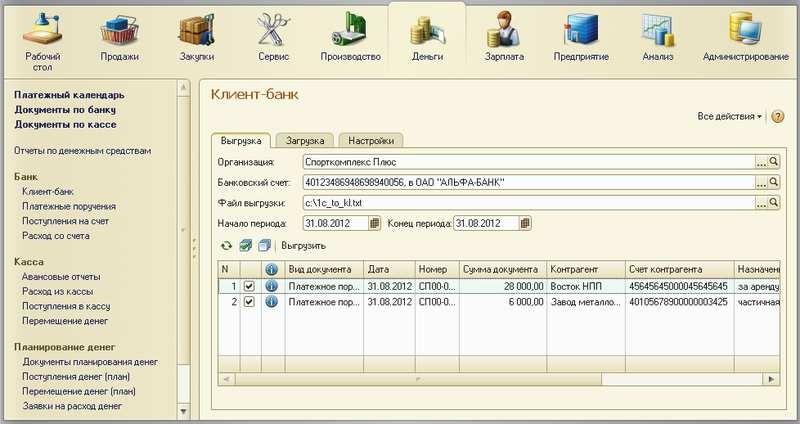 Рабочий стол
Продажи
Закупки
Сервис
Производство
Деньги
Зарплата
Предприятие
Анализ
Администрирование
Платежный календарь
Документы по банку
Документы по кассе
Отчеты по денежным средствам
Банк
Клиент-банк
Платежные поручения
Поступления на счет
Расход со счета
Касса
Авансовые отчеты
Расход из кассы
Поступления в кассу
Перемещение денег
Планирование денег
Документы планирования денег
Поступления денег (план)
Перемещение денег (план)
Заявки на расход денег
Клиент-банк
Все действия
Выгрузка Загрузка Настройки
Организация: Спорткомплекс Плюс
Банковский счет: 40123486948698940056, в ОАО "АЛЬФА-БАНК"
Файл выгрузки: c:\1c_to_kl.txt
Начало периода: 31.08.2012 Конец периода: 31.08.2012
Выгрузить
N Вид документа Дата Номер Сумма документа Контрагент Счет контрагента Назначени
1 Платежное пор... 31.08.2012 СП00-0... 28 000,00 Восток НПП 45645645000045645645 за аренду
2 Платежное пор... 31.08.2012 СП00-0... 6 000,00 Завод металло... 40105678900000003425 частичная